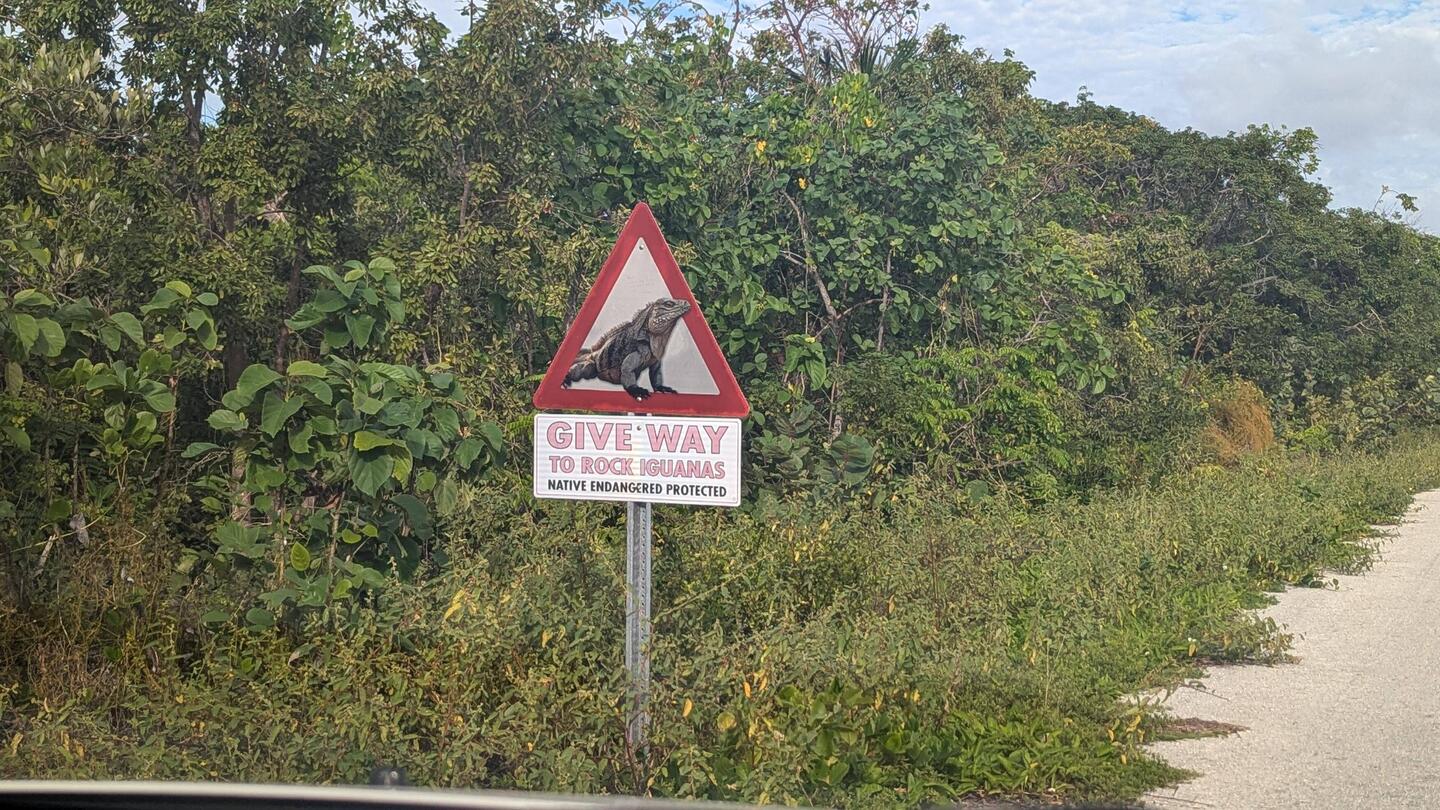 GIVE WAY
TO ROCK IGUANAS
NATIVE ENDANGERED PROTECTED